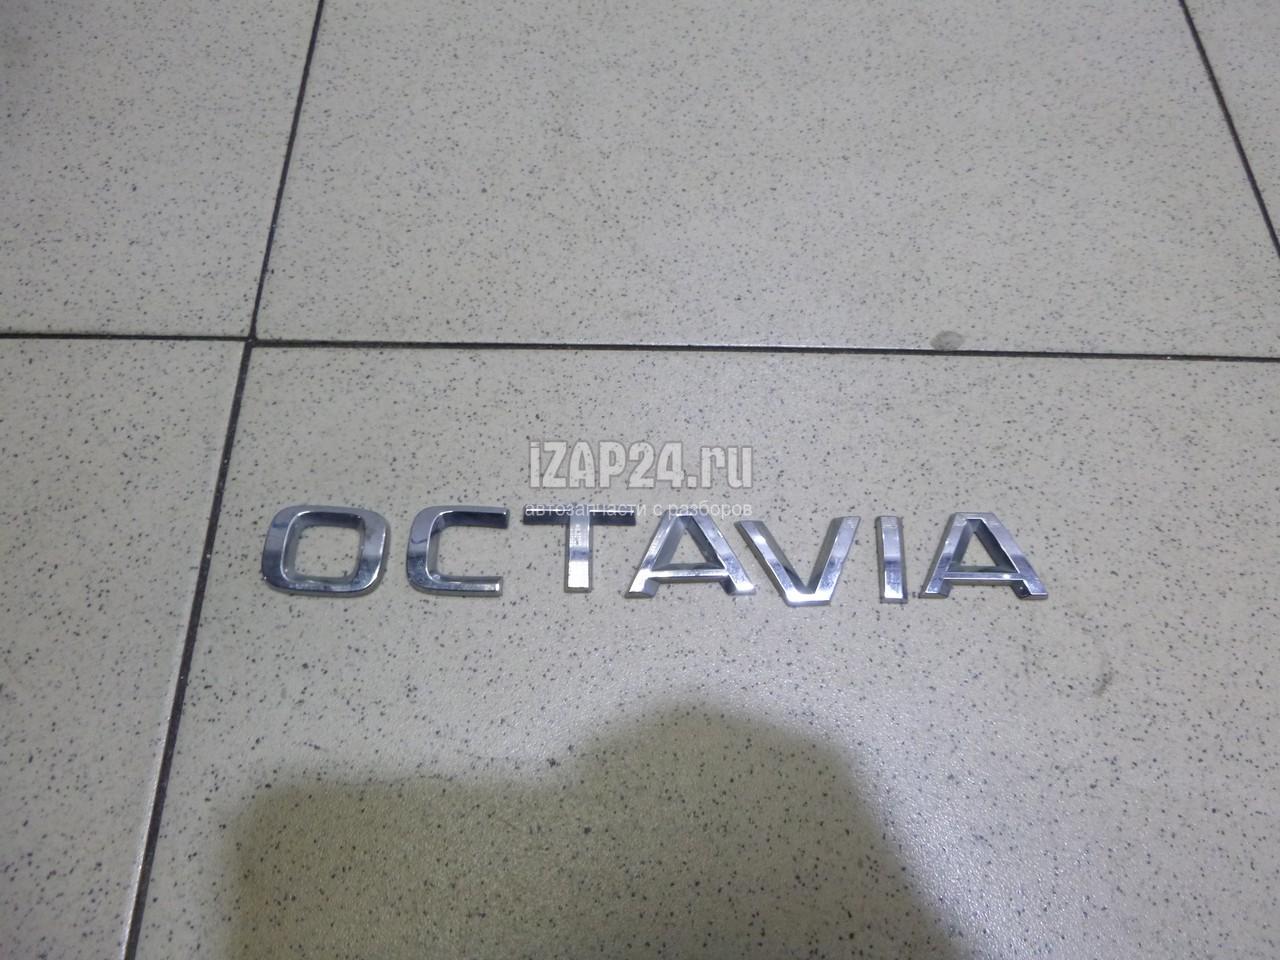 iZAP24.ru
автозапчасти с разборов
OCTAVIA